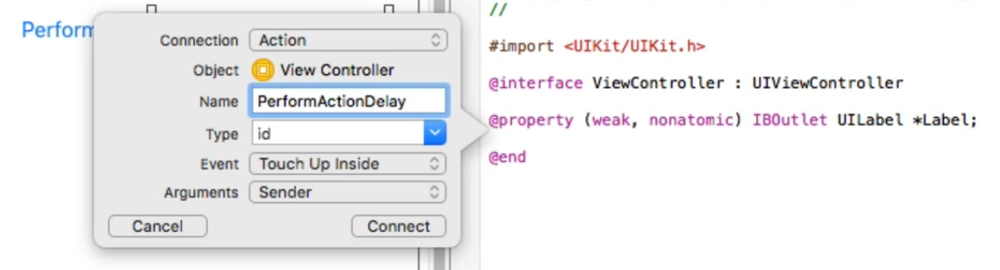 Perform
Connection Action
Object View Controller
Name PerformActionDelay
Type id
Event Touch Up Inside
Arguments Sender
Cancel Connect
//
#import <UIKit/UIKit.h>
@interface ViewController : UIViewController
@property (weak, nonatomic) IBOutlet UILabel *Label;
@end